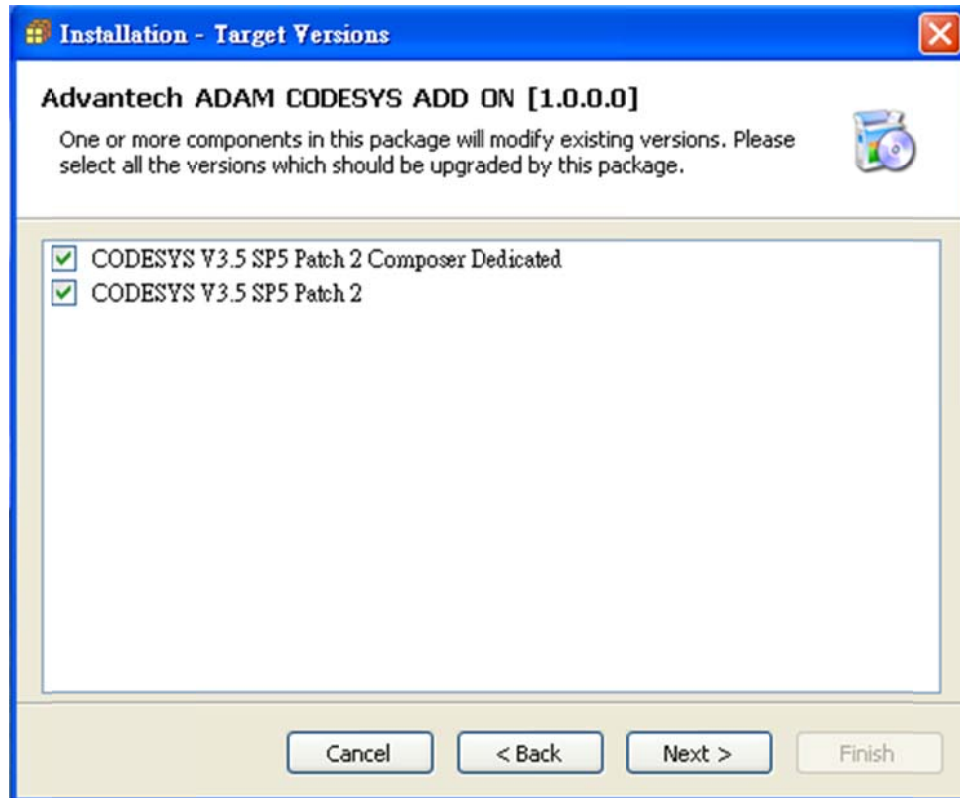 Installation - Target Versions
Advantech ADAM CODESYS ADD ON [1.0.0.0]
One or more components in this package will modify existing versions. Please
select all the versions which should be upgraded by this package.
CODESYS V3.5 SP5 Patch 2 Composer Dedicated
CODESYS V3.5 SP5 Patch 2
Cancel
< Back
Next >
Finish